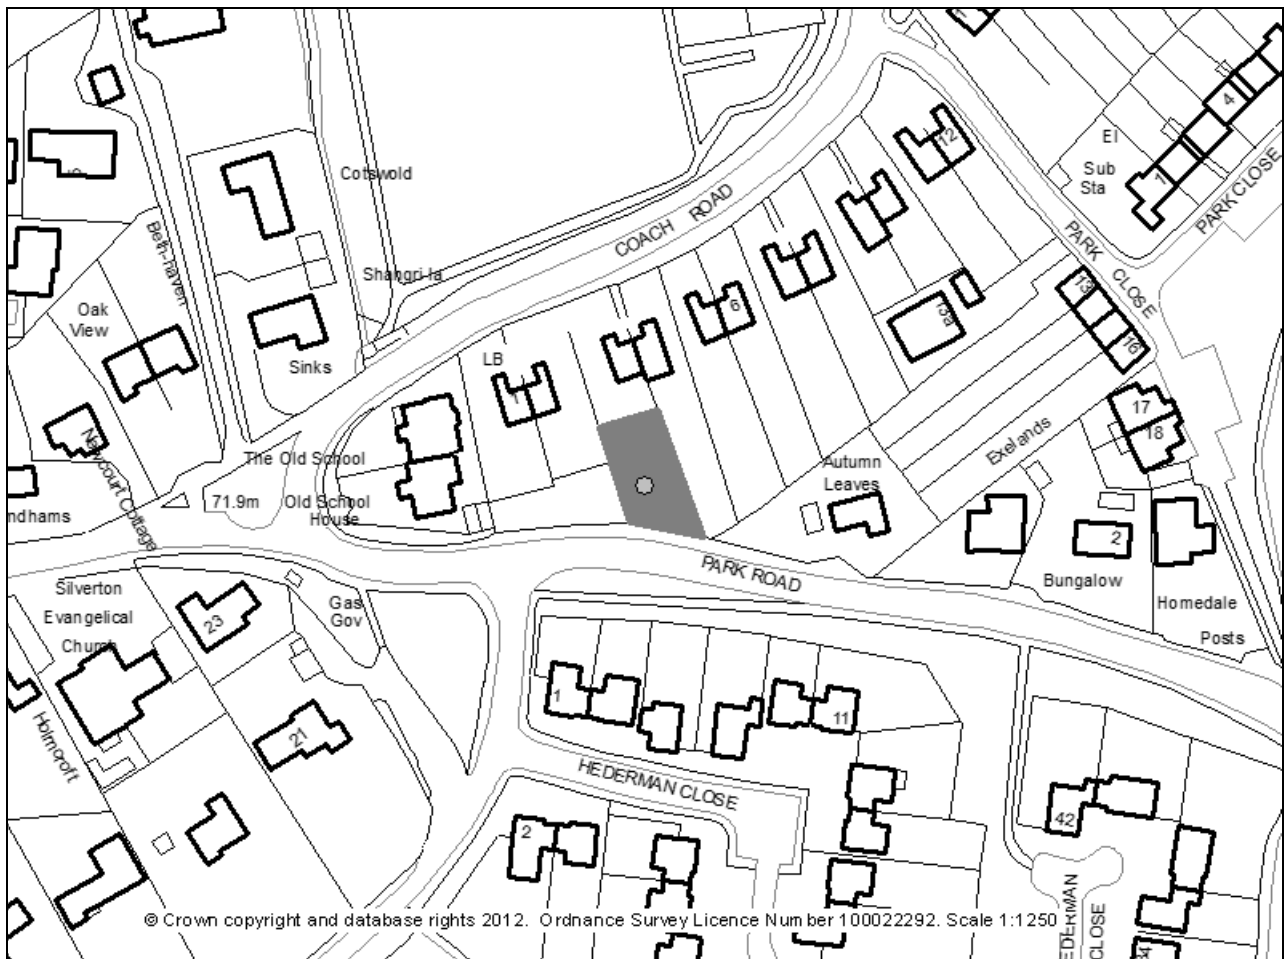 4
12
El
Sub
Sta
1
PARK CLOSE
Cotswold
COACH ROAD
PARK CLOSE
Beth-haven
Shangri-la
13
Oak
View
6
3a
16
Sinks
LB
1
17
18
Newcourt Cottage
The Old School
Exelands
Autumn
Leaves
71.9m
Old School
House
ndhams
2
PARK ROAD
Bungalow
Silverton
Evangelical
Church
23
Gas
Gov
Homedale
Posts
1
11
Holmcroft
21
HEDERMAN CLOSE
2
42
EDERMAN
CLOSE
© Crown copyright and database rights 2012. Ordnance Survey Licence Number 100022292. Scale 1:1250